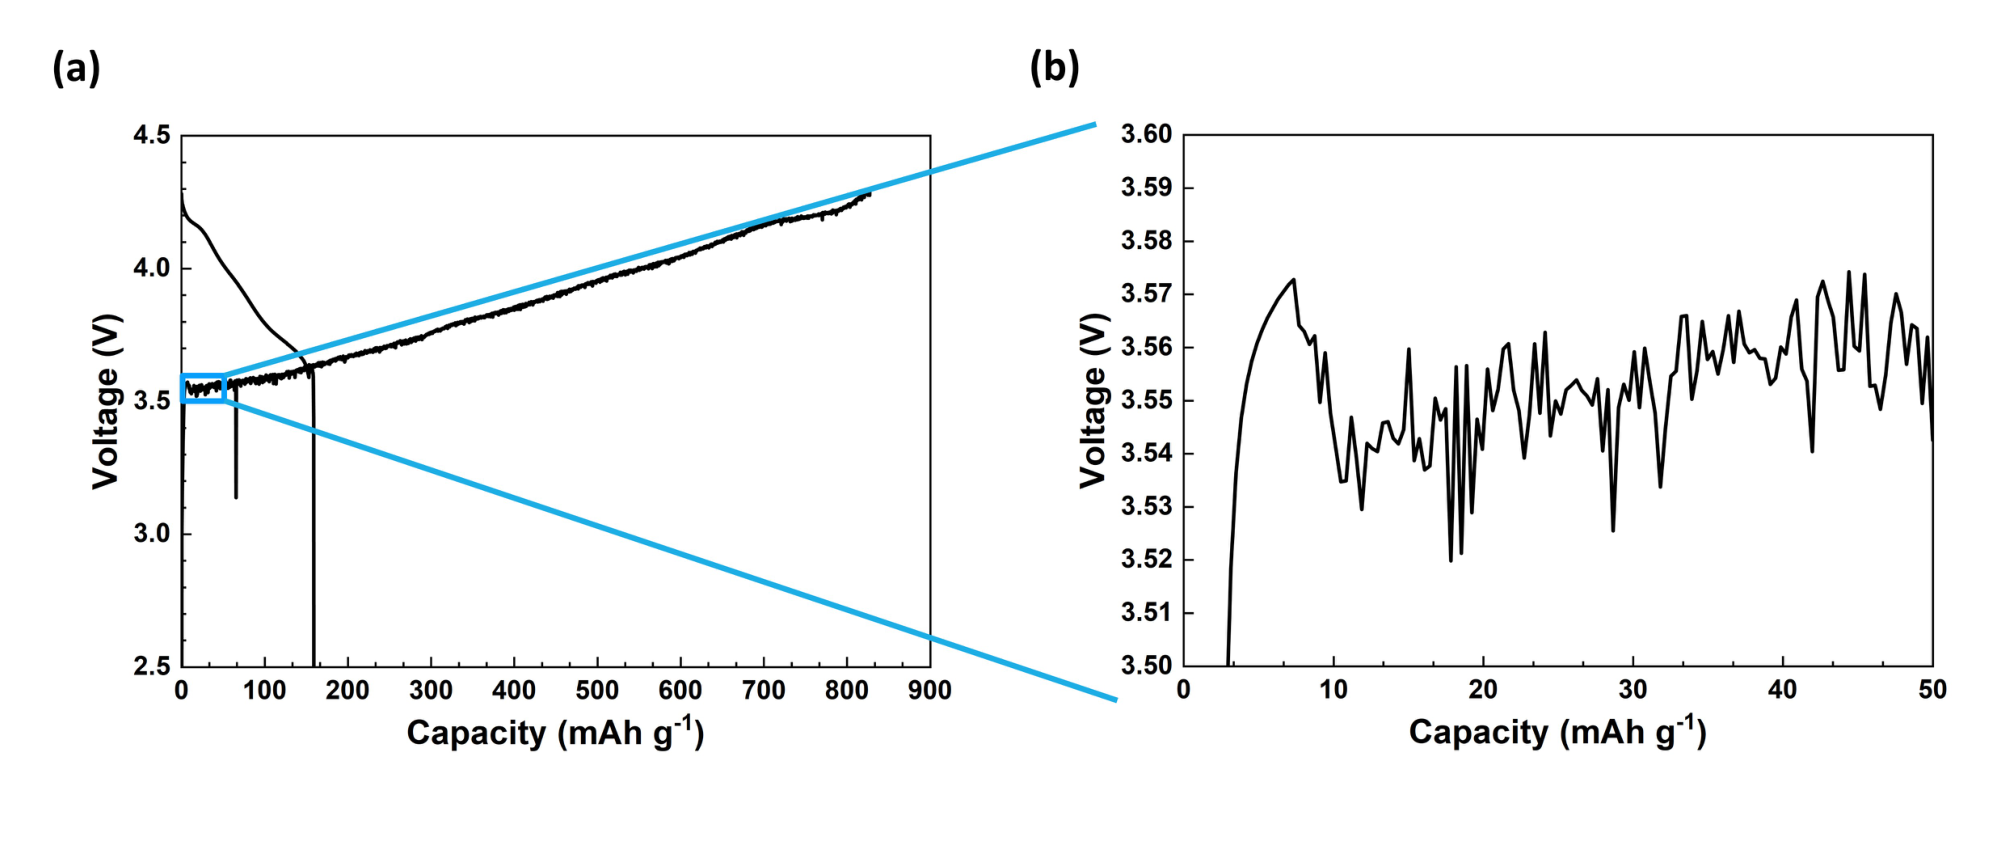 (a)
(b)
4.5
4.0
3.5
3.0
2.5
Voltage (V)
0 100 200 300 400 500 600 700 800 900
Capacity (mAh g⁻¹)
3.60
3.59
3.58
3.57
3.56
3.55
3.54
3.53
3.52
3.51
3.50
Voltage (V)
0 10 20 30 40 50
Capacity (mAh g⁻¹)